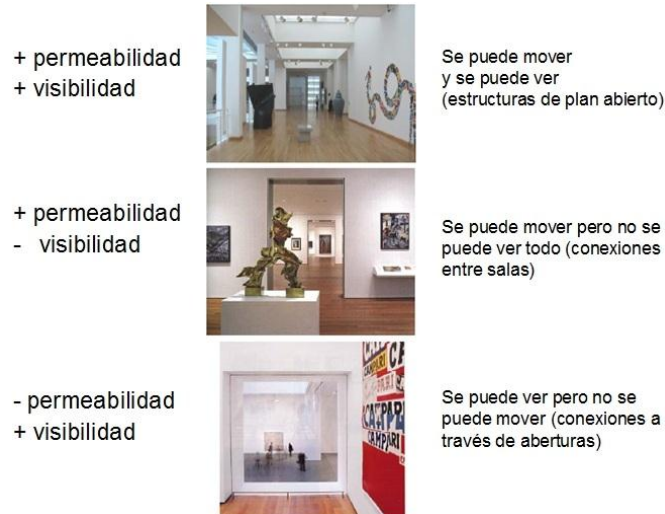 + permeabilidad
+ visibilidad
Se puede mover
y se puede ver
(estructuras de plan abierto)
+ permeabilidad
- visibilidad
Se puede mover pero no se
puede ver todo (conexiones
entre salas)
- permeabilidad
+ visibilidad
Se puede ver pero no se
puede mover (conexiones a
través de aberturas)
CAMPARI
CAMPARI